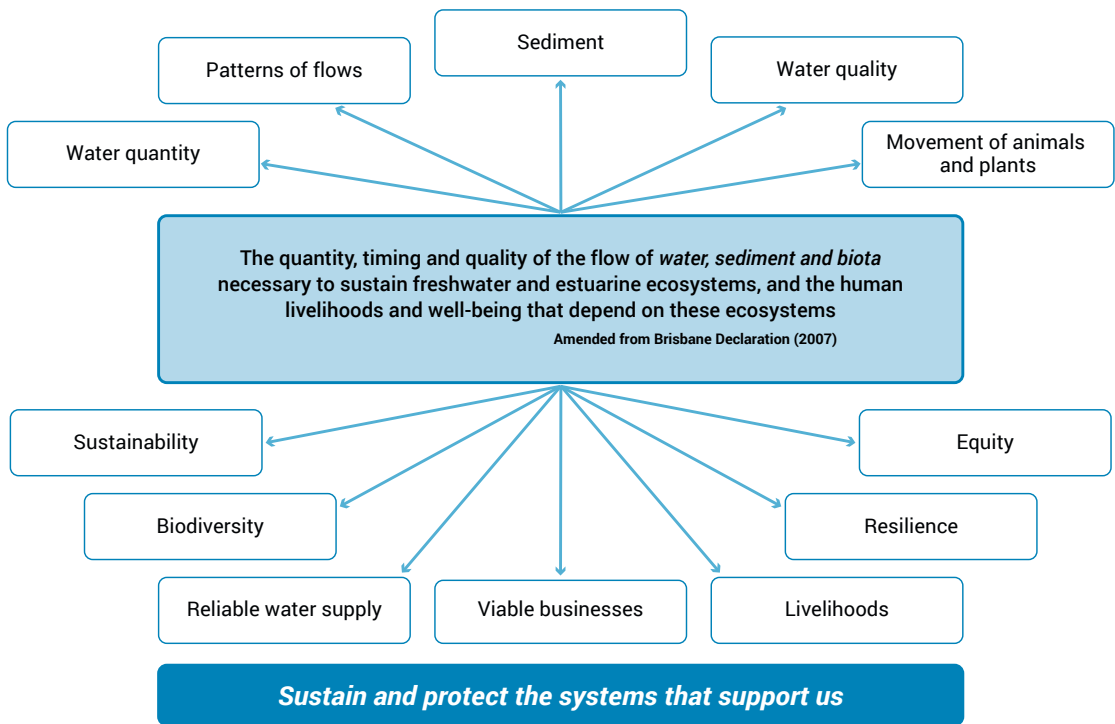 Sediment
Patterns of flows
Water quality
Water quantity
Movement of animals
and plants
The quantity, timing and quality of the flow of water, sediment and biota
necessary to sustain freshwater and estuarine ecosystems, and the human
livelihoods and well-being that depend on these ecosystems
Amended from Brisbane Declaration (2007)
Sustainability
Equity
Biodiversity
Resilience
Reliable water supply
Viable businesses
Livelihoods
Sustain and protect the systems that support us